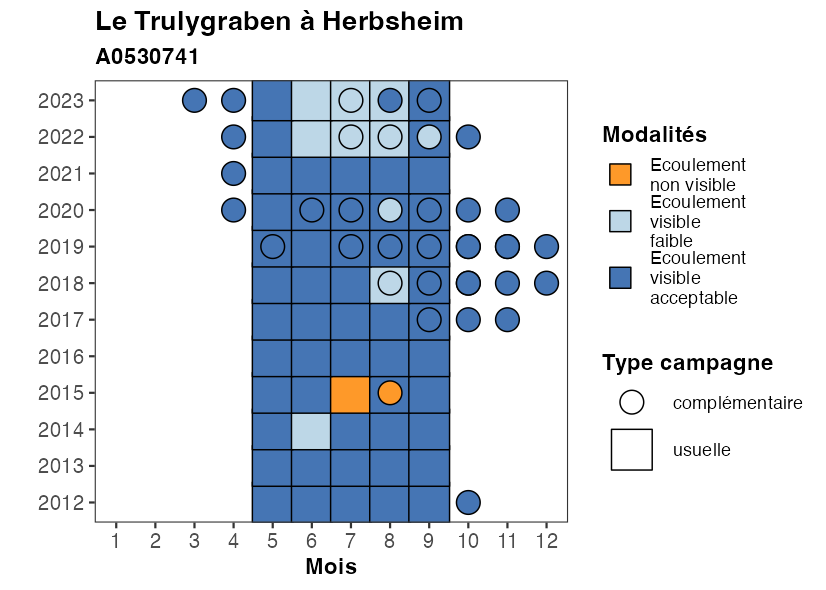 Le Trulygraben à Herbsheim
A0530741
2023
2022
2021
2020
2019
2018
2017
2016
2015
2014
2013
2012
1 2 3 4 5 6 7 8 9 10 11 12
Mois
Modalités
Ecoulement
non visible
Ecoulement
visible
faible
Ecoulement
visible
acceptable
Type campagne
complémentaire
usuelle